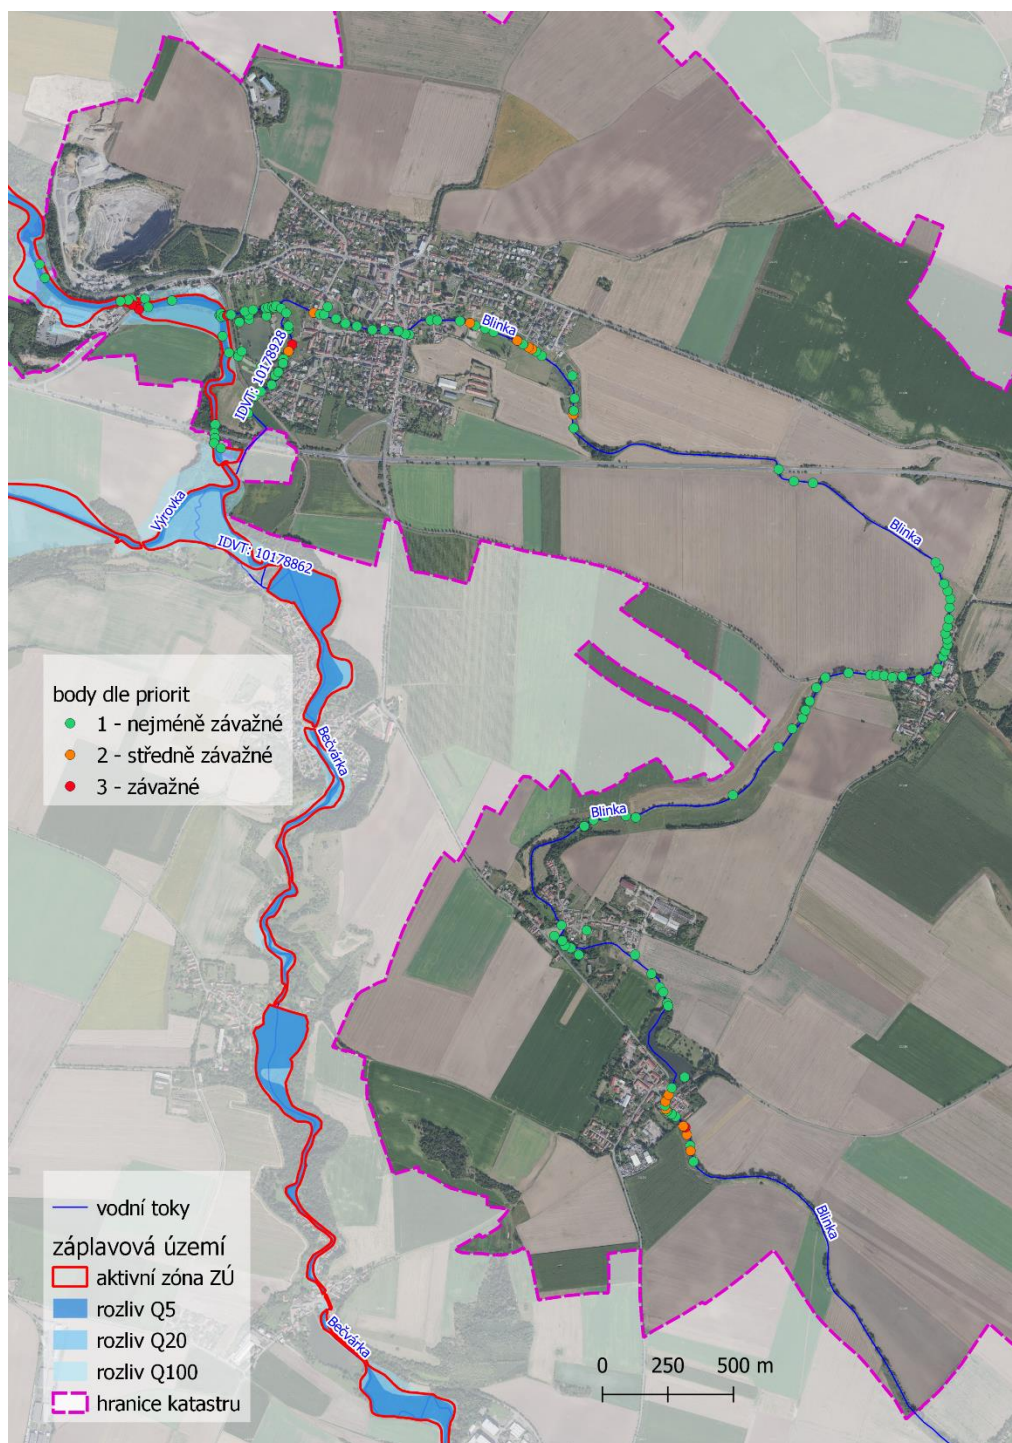 Blinka
IDVT: 10178928
Blinka
Výrovka
IDVT: 10178862
body dle priorit
1 - nejméně závažné
2 - středně závažné
3 - závažné
Bečvárka
Blinka
vodní toky
záplavová území
aktivní zóna ZÚ
rozliv Q5
rozliv Q20
rozliv Q100
hranice katastru
Blinka
Bečvárka
0 250 500 m